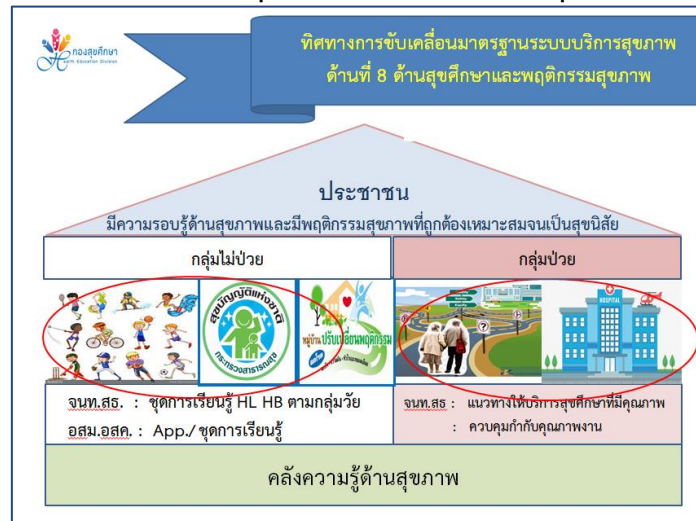 กองสุขศึกษา
Health Education Division
ทิศทางการขับเคลื่อนมาตรฐานระบบบริการสุขภาพ
ด้านที่ 8 ด้านสุขศึกษาและพฤติกรรมสุขภาพ
ประชาชน
มีความรอบรู้ด้านสุขภาพและมีพฤติกรรมสุขภาพที่ถูกต้องเหมาะสมจนเป็นสุขนิสัย
กลุ่มไม่ป่วย
กลุ่มป่วย
สุขบัญญัติแห่งชาติ
กระทรวงสาธารณสุข
หมู่บ้านปรับเปลี่ยนพฤติกรรม
HOSPITAL
จนท.สธ. : ชุดการเรียนรู้ HL HB ตามกลุ่มวัย
อสม.อสค. : App./ ชุดการเรียนรู้
จนท.สธ : แนวทางให้บริการสุขศึกษาที่มีคุณภาพ
: ควบคุมกำกับคุณภาพงาน
คลังความรู้ด้านสุขภาพ